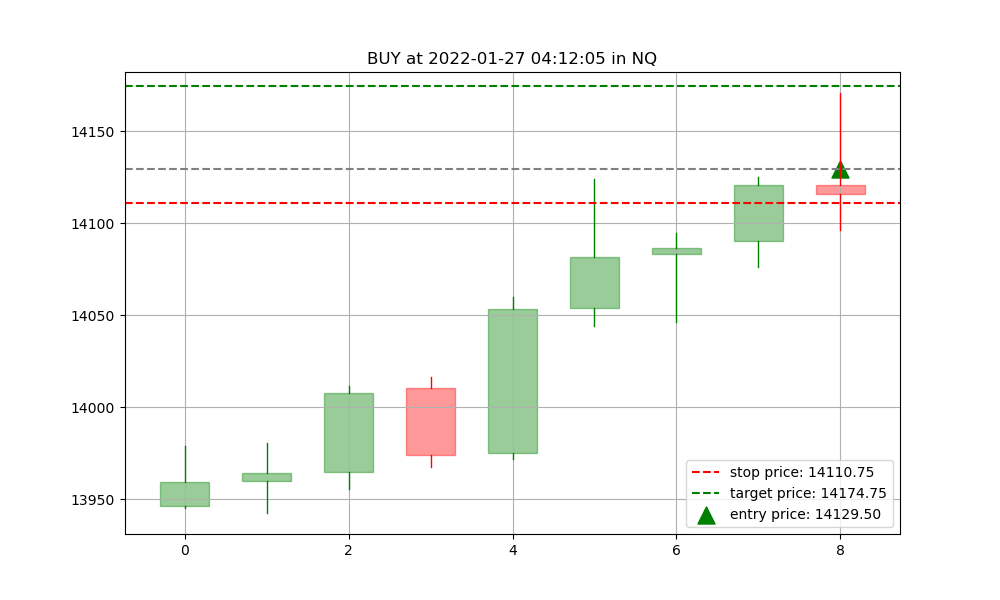 BUY at 2022-01-27 04:12:05 in NQ
14150
14100
14050
14000
13950
stop price: 14110.75
target price: 14174.75
entry price: 14129.50
0 2 4 6 8